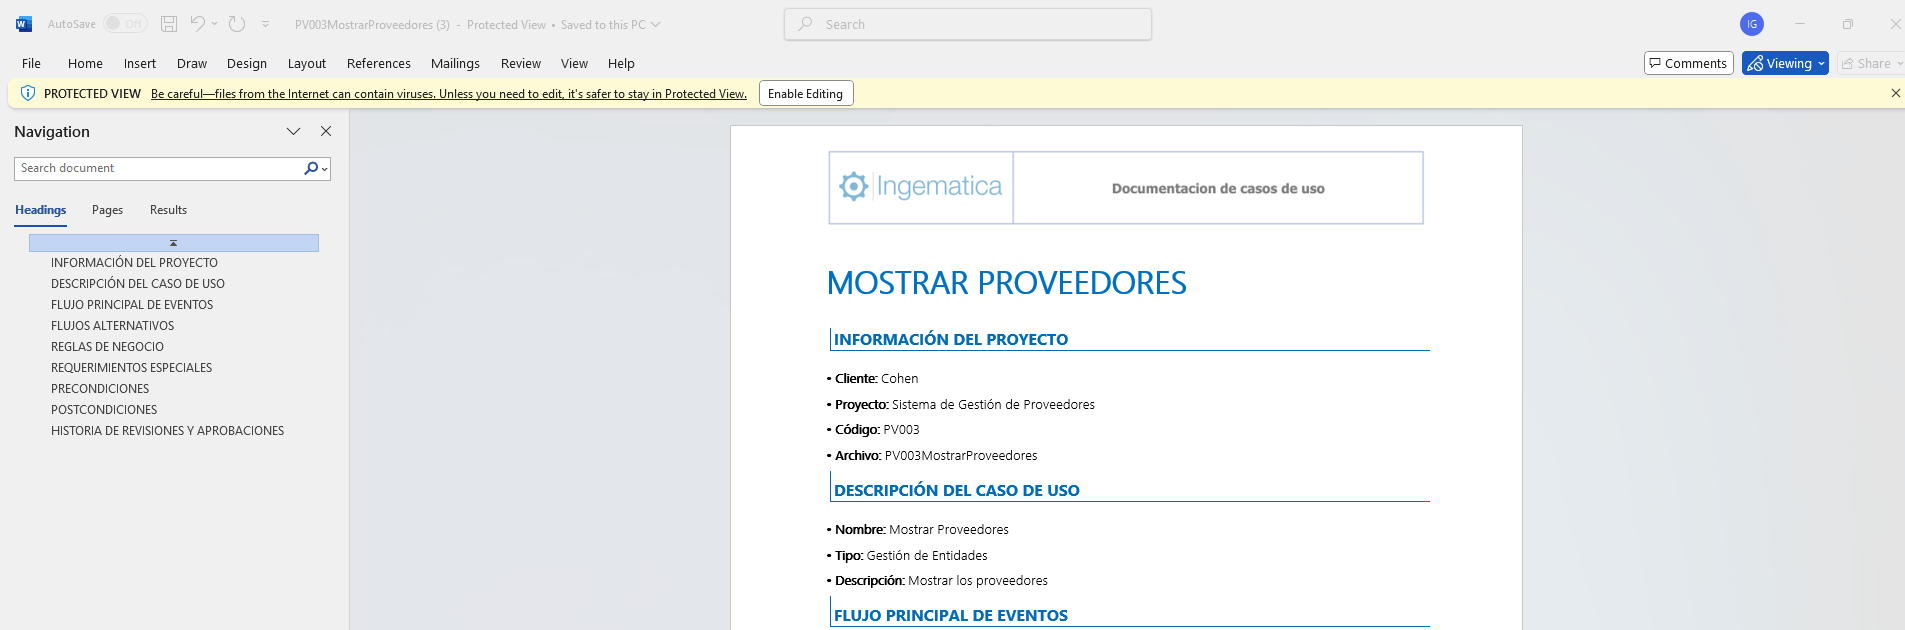 AutoSave Off PV003MostrarProveedores (3) - Protected View • Saved to this PC Search IG
File Home Insert Draw Design Layout References Mailings Review View Help Comments Viewing Share
PROTECTED VIEW Be careful—files from the Internet can contain viruses. Unless you need to edit, it's safer to stay in Protected View. Enable Editing
Navigation
Search document
Headings Pages Results
INFORMACIÓN DEL PROYECTO
DESCRIPCIÓN DEL CASO DE USO
FLUJO PRINCIPAL DE EVENTOS
FLUJOS ALTERNATIVOS
REGLAS DE NEGOCIO
REQUERIMIENTOS ESPECIALES
PRECONDICIONES
POSTCONDICIONES
HISTORIA DE REVISIONES Y APROBACIONES
Ingematica Documentacion de casos de uso
MOSTRAR PROVEEDORES
INFORMACIÓN DEL PROYECTO
• Cliente: Cohen
• Proyecto: Sistema de Gestión de Proveedores
• Código: PV003
• Archivo: PV003MostrarProveedores
DESCRIPCIÓN DEL CASO DE USO
• Nombre: Mostrar Proveedores
• Tipo: Gestión de Entidades
• Descripción: Mostrar los proveedores
FLUJO PRINCIPAL DE EVENTOS